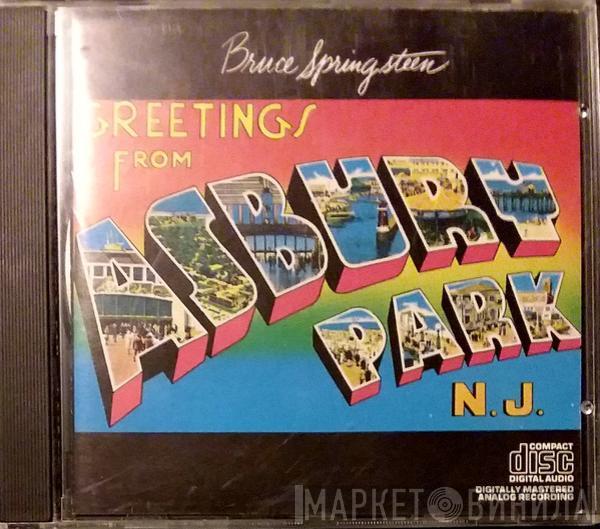 Bruce Springsteen
GREETINGS
FROM
ASBURY
PARK
N.J.
COMPACT
disc
DIGITAL AUDIO
DIGITALLY MASTERED
ANALOG RECORDING
МАРКЕТ ВИНИЛА